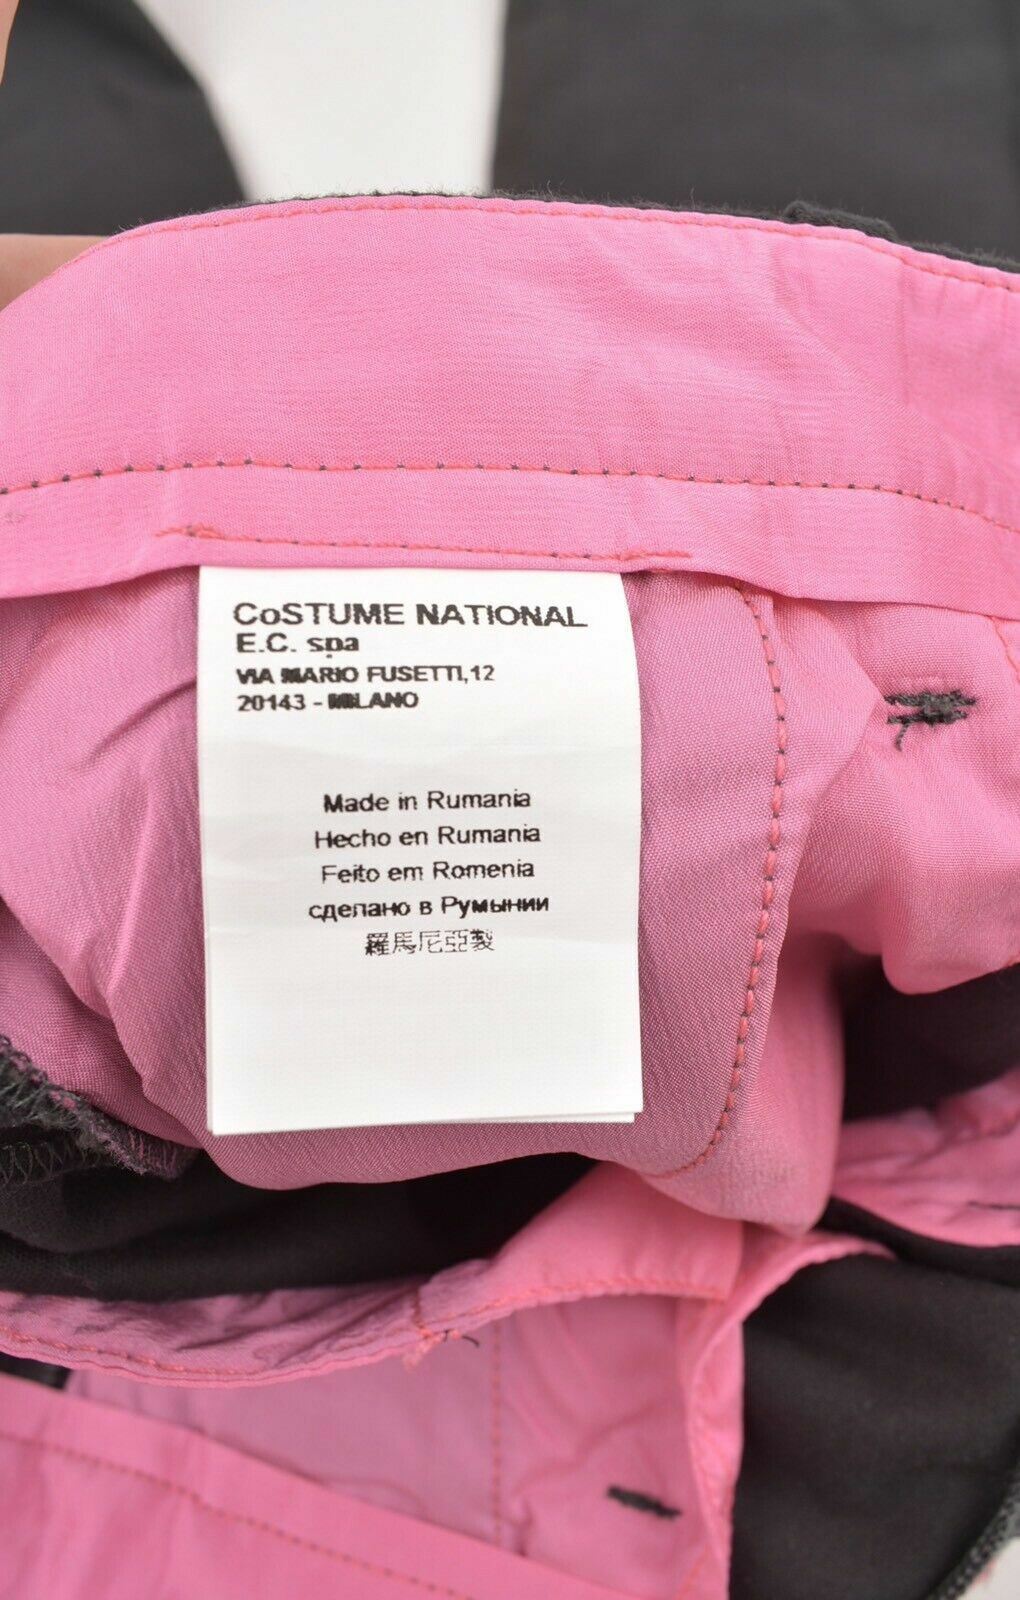 CoSTUME NATIONAL
E.C. spa
VIA MARIO FUSETTI,12
20143 - MILANO
Made in Rumania
Hecho en Rumania
Feito em Romenia
сделано в Румынии
羅馬尼亞製